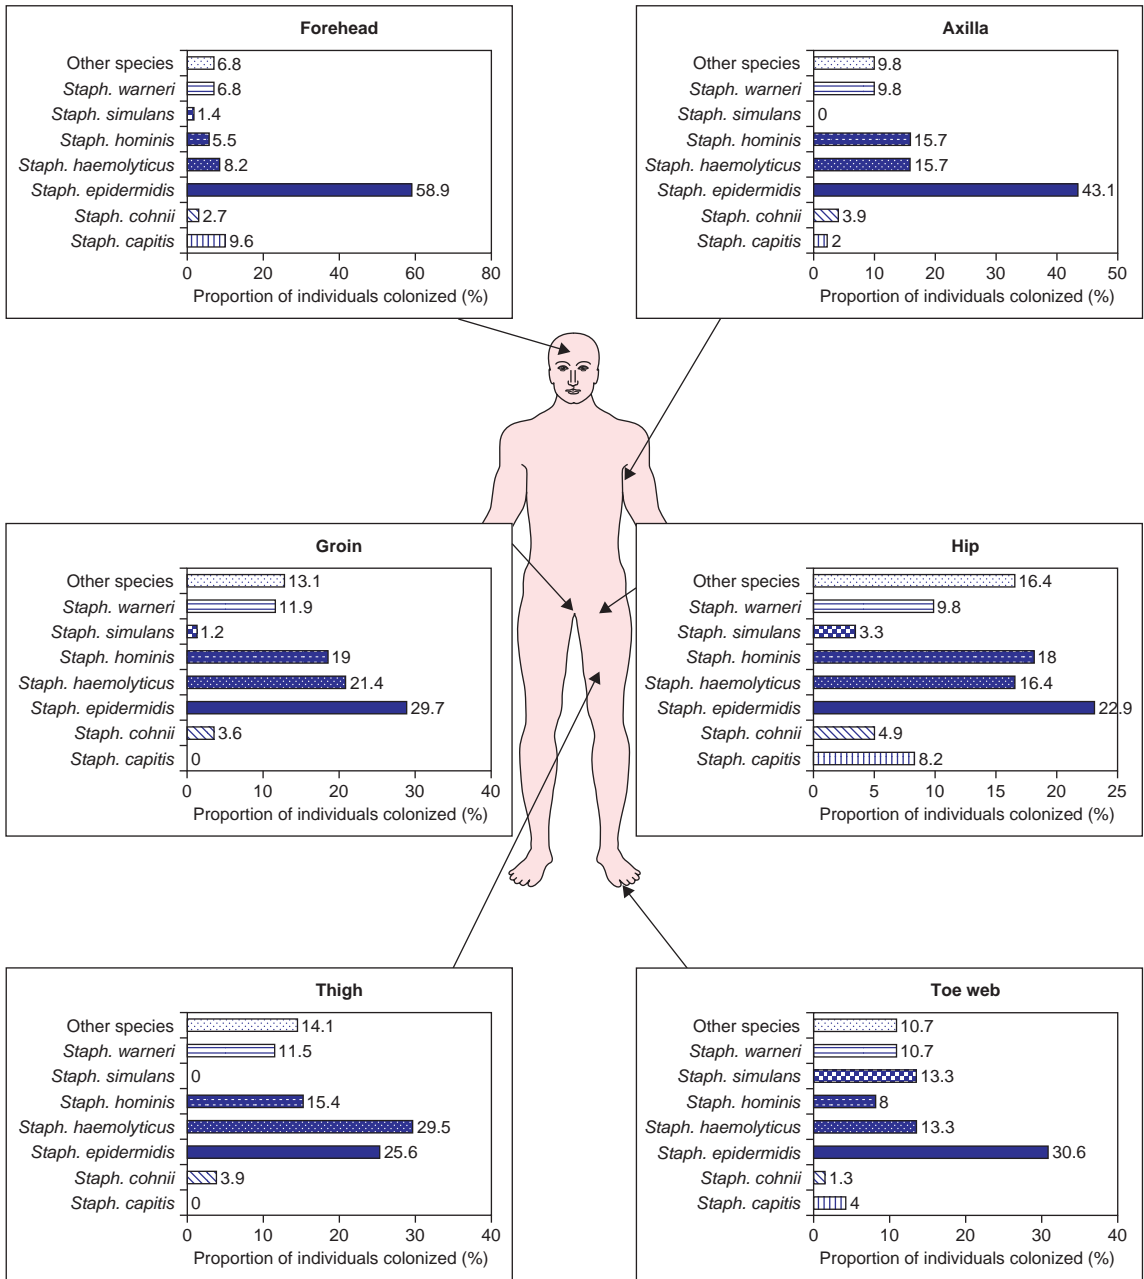 Forehead
Other species 6.8
Staph. warneri 6.8
Staph. simulans 1.4
Staph. hominis 5.5
Staph. haemolyticus 8.2
Staph. epidermidis 58.9
Staph. cohnii 2.7
Staph. capitis 9.6
0 20 40 60 80
Proportion of individuals colonized (%)
Axilla
Other species 9.8
Staph. warneri 9.8
Staph. simulans 0
Staph. hominis 15.7
Staph. haemolyticus 15.7
Staph. epidermidis 43.1
Staph. cohnii 3.9
Staph. capitis 2
0 10 20 30 40 50
Proportion of individuals colonized (%)
Groin
Other species 13.1
Staph. warneri 11.9
Staph. simulans 1.2
Staph. hominis 19
Staph. haemolyticus 21.4
Staph. epidermidis 29.7
Staph. cohnii 3.6
Staph. capitis 0
0 10 20 30 40
Proportion of individuals colonized (%)
Hip
Other species 16.4
Staph. warneri 9.8
Staph. simulans 3.3
Staph. hominis 18
Staph. haemolyticus 16.4
Staph. epidermidis 22.9
Staph. cohnii 4.9
Staph. capitis 8.2
0 5 10 15 20 25
Proportion of individuals colonized (%)
Thigh
Other species 14.1
Staph. warneri 11.5
Staph. simulans 0
Staph. hominis 15.4
Staph. haemolyticus 29.5
Staph. epidermidis 25.6
Staph. cohnii 3.9
Staph. capitis 0
0 10 20 30 40
Proportion of individuals colonized (%)
Toe web
Other species 10.7
Staph. warneri 10.7
Staph. simulans 13.3
Staph. hominis 8
Staph. haemolyticus 13.3
Staph. epidermidis 30.6
Staph. cohnii 1.3
Staph. capitis 4
0 10 20 30 40
Proportion of individuals colonized (%)